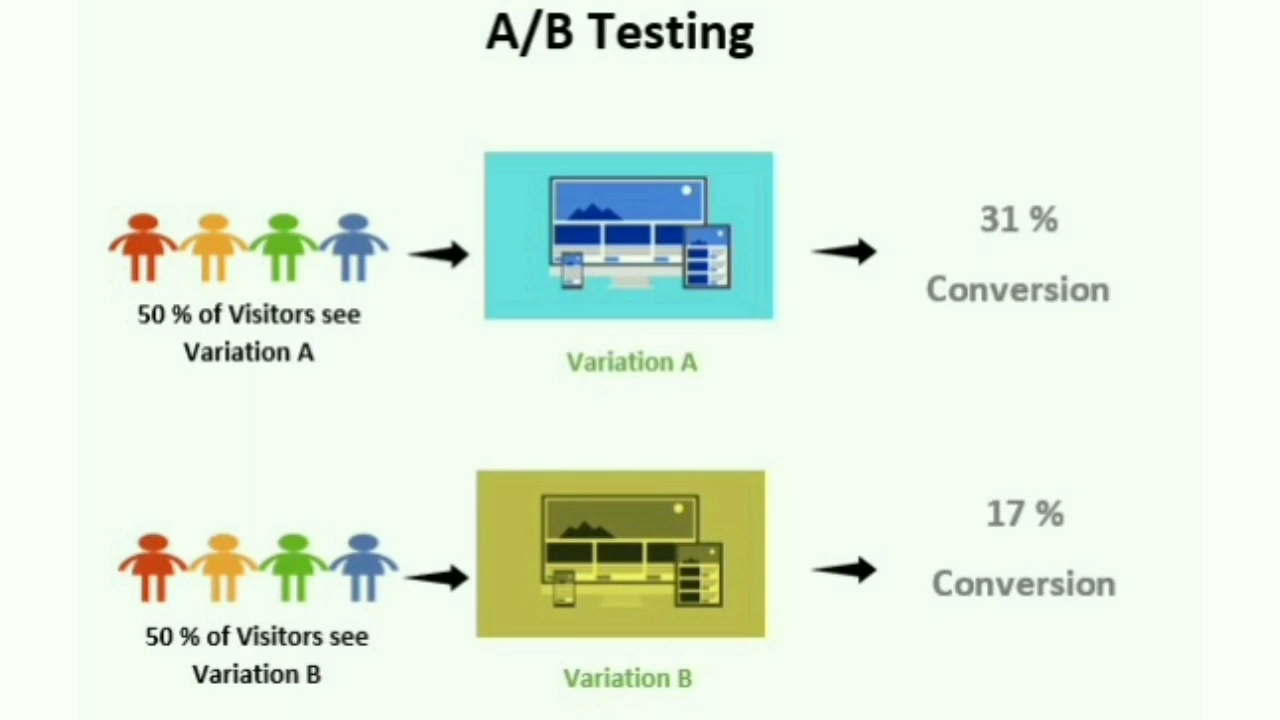 A/B Testing
50 % of Visitors see
Variation A
Variation A
31 %
Conversion
50 % of Visitors see
Variation B
Variation B
17 %
Conversion